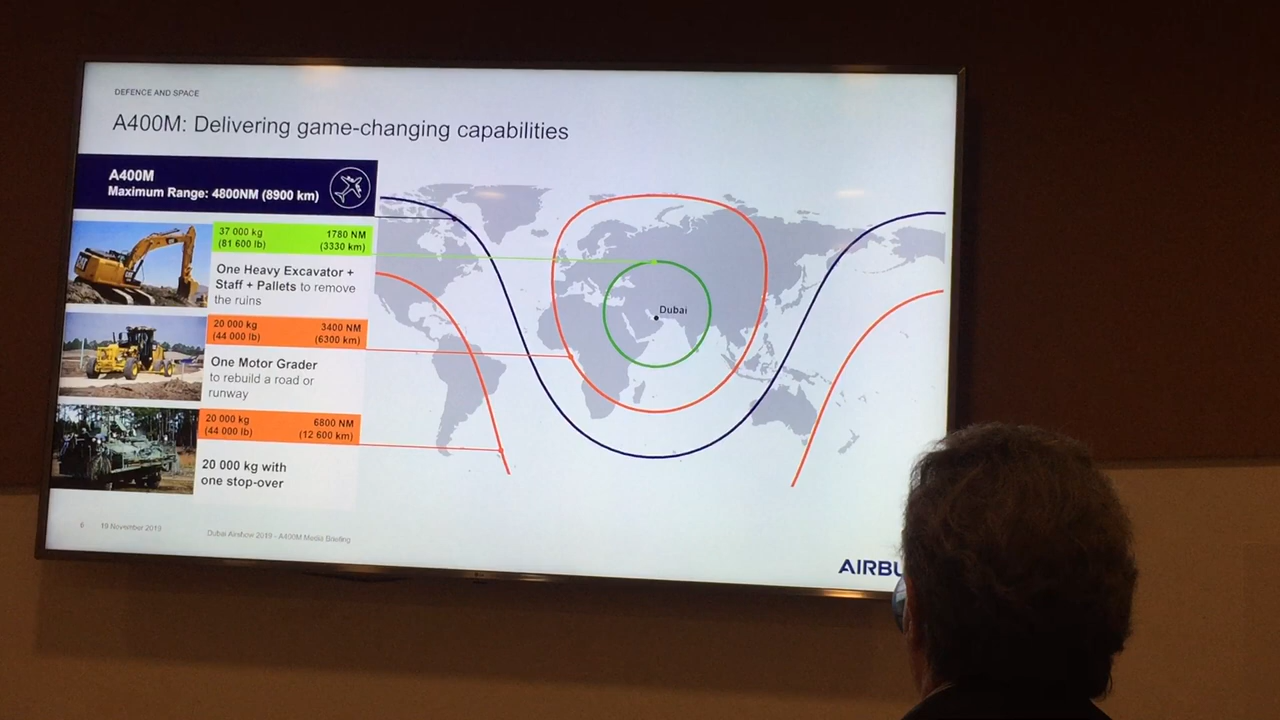 DEFENCE AND SPACE
A400M: Delivering game-changing capabilities
A400M
Maximum Range: 4800NM (8900 km)
37 000 kg 1780 NM
(81 600 lb) (3330 km)
One Heavy Excavator +
Staff + Pallets to remove
the ruins
20 000 kg 3400 NM
(44 000 lb) (6300 km)
One Motor Grader
to rebuild a road or
runway
20 000 kg 6800 NM
(44 000 lb) (12 600 km)
20 000 kg with
one stop-over
Dubai
6 19 November 2019
Dubai Airshow 2019 - A400M Media Briefing
AIRBU